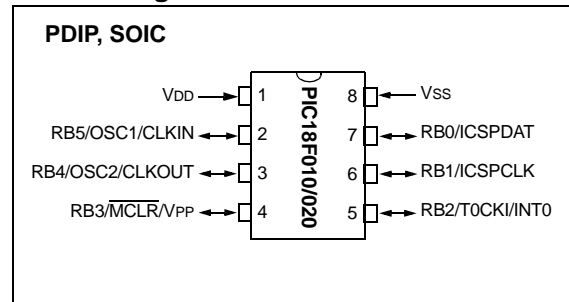 PDIP, SOIC
VDD 1 8 VSS
RB5/OSC1/CLKIN 2 7 RB0/ICSPDAT
RB4/OSC2/CLKOUT 3 6 RB1/ICSPCLK
RB3/MCLR/VPP 4 5 RB2/T0CKI/INT0
PIC18F010/020